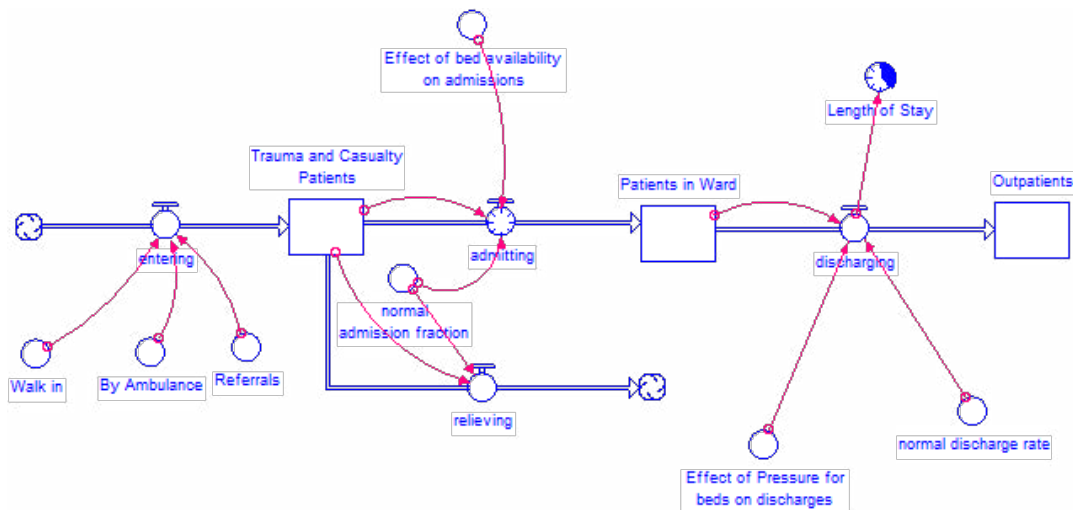 Effect of bed availability
on admissions
Length of Stay
Trauma and Casualty
Patients
Patients in Ward
Outpatients
entering
admitting
discharging
normal
admission fraction
Walk in
By Ambulance
Referrals
relieving
normal discharge rate
Effect of Pressure for
beds on discharges